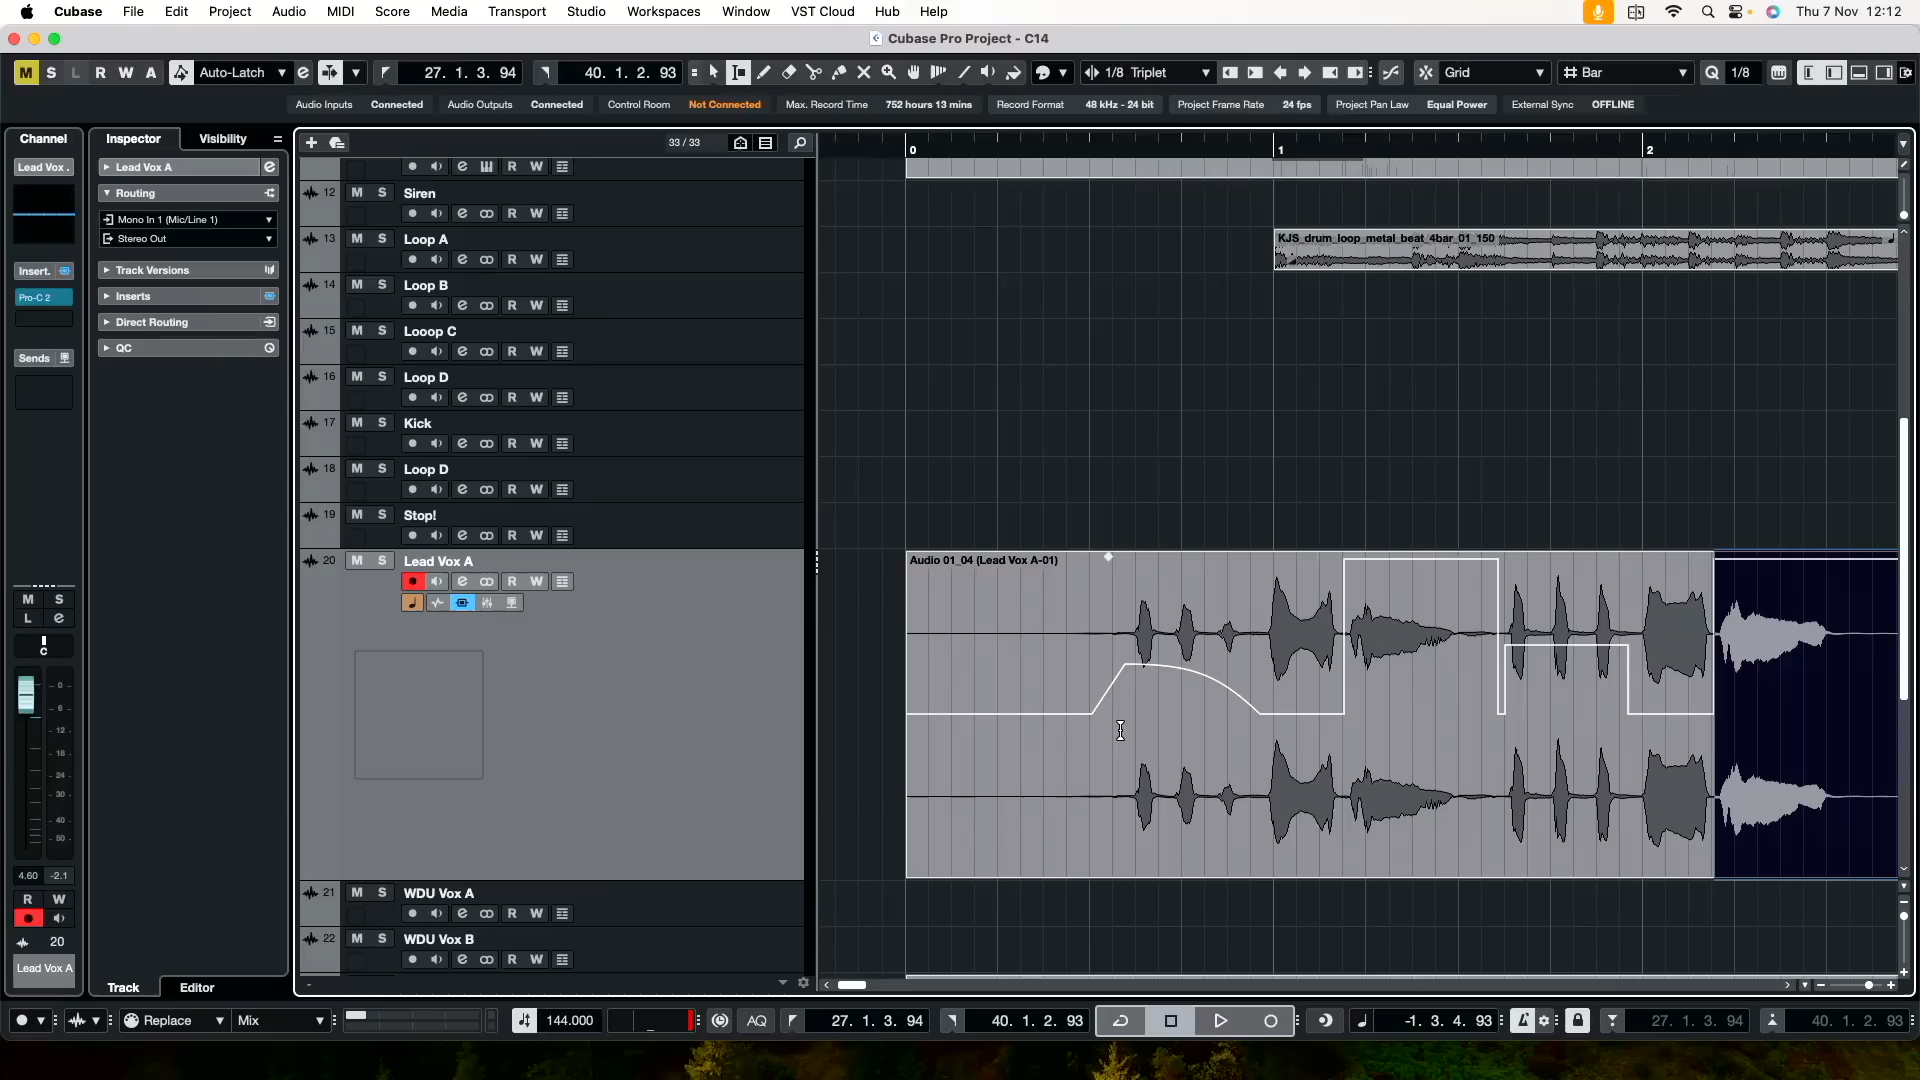 Cubase File Edit Project Audio MIDI Score Media Transport Studio Workspaces Window VST Cloud Hub Help Thu 7 Nov 12:12
Cubase Pro Project - C14
M S L R W A Auto-Latch e 27. 1. 3. 94 40. 1. 2. 93 1/8 Triplet Grid Bar Q 1/8
Audio Inputs Connected Audio Outputs Connected Control Room Not Connected Max. Record Time 752 hours 13 mins Record Format 48 kHz - 24 bit Project Frame Rate 24 fps Project Pan Law Equal Power External Sync OFFLINE
Channel Inspector Visibility 33 / 33 0 1 2
Lead Vox . Lead Vox A e
e R W
12 M S Siren
Routing
e R W
Mono In 1 (Mic/Line 1)
Stereo Out
13 M S Loop A KJS_drum_loop_metal_beat_4bar_01_150
e R W
Insert. Track Versions
14 M S Loop B
Pro-C 2 Inserts
e R W
Direct Routing
15 M S Looop C
QC
e R W
Sends
16 M S Loop D
e R W
17 M S Kick
e R W
18 M S Loop D
e R W
19 M S Stop!
e R W
20 M S Lead Vox A Audio 01_04 (Lead Vox A-01)
e R W
M S
L e
C
0
6
12
18
24
30
40
50
4.60 -2.1
R W
20
Lead Vox A
21 M S WDU Vox A
e R W
22 M S WDU Vox B
e R W
Track Editor
Replace Mix 144.000 AQ 27. 1. 3. 94 40. 1. 2. 93 -1. 3. 4. 93 27. 1. 3. 94 40. 1. 2. 93